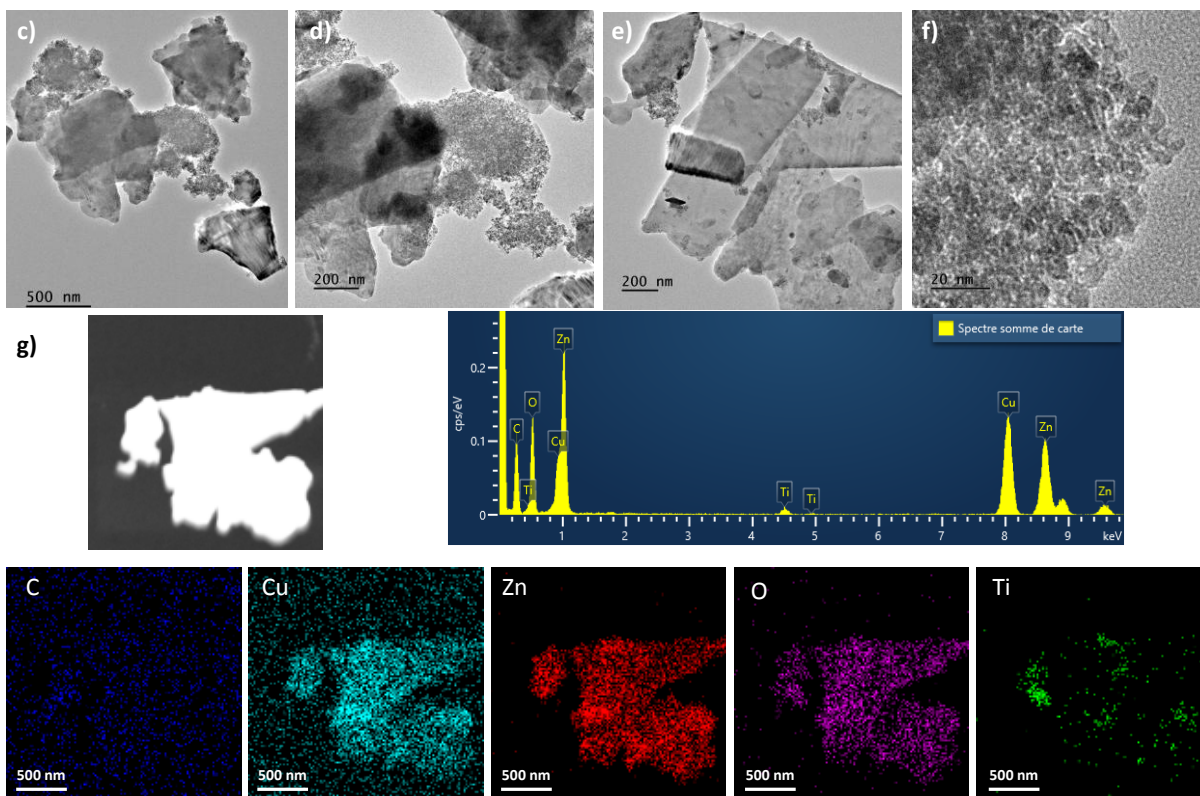 c)
d)
e)
f)
500 nm
200 nm
200 nm
20 nm
g)
Spectre somme de carte
cps/eV
0.2
0.1
0
C
Ti
O
Cu
Zn
Ti
Ti
Cu
Zn
Zn
1
2
3
4
5
6
7
8
9
keV
C
Cu
Zn
O
Ti
500 nm
500 nm
500 nm
500 nm
500 nm